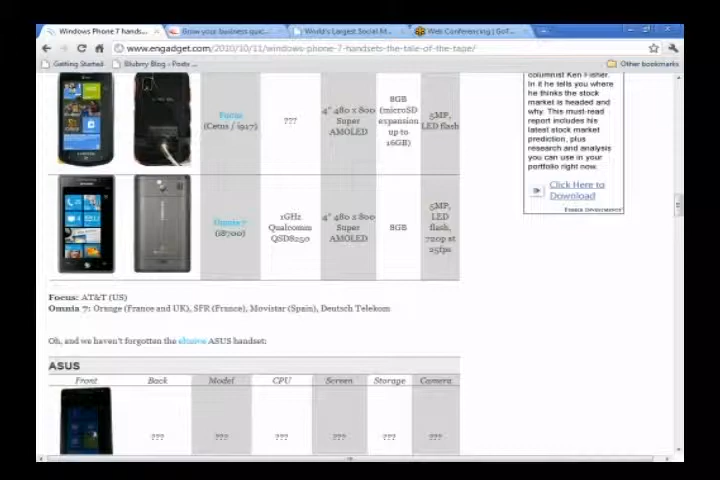 Windows Phone 7 hands...
Grow your business quic...
World's Largest Social M...
Web Conferencing | GoT...
www.engadget.com/2010/10/11/windows-phone-7-handsets-the-tale-of-the-tape/
Getting Started
Blubrry Blog - Posts ...
Other bookmarks
Focus
(Cetus / i917)
???
4" 480 x 800
Super
AMOLED
8GB
(microSD
expansion
up to
16GB)
5MP,
LED flash
Omnia 7
(i8700)
1GHz
Qualcomm
QSD8250
4" 480 x 800
Super
AMOLED
8GB
5MP,
LED
flash,
720p at
25fps
Focus: AT&T (US)
Omnia 7: Orange (France and UK), SFR (France), Movistar (Spain), Deutsch Telekom
Oh, and we haven't forgotten the elusive ASUS handset:
ASUS
Front Back Model CPU Screen Storage Camera
??? ??? ??? ??? ??? ???
columnist Ken Fisher.
In it he tells you where
he thinks the stock
market is headed and
why. This must-read
report includes his
latest stock market
prediction, plus
research and analysis
you can use in your
portfolio right now.
Click Here to
Download
Fisher Investments